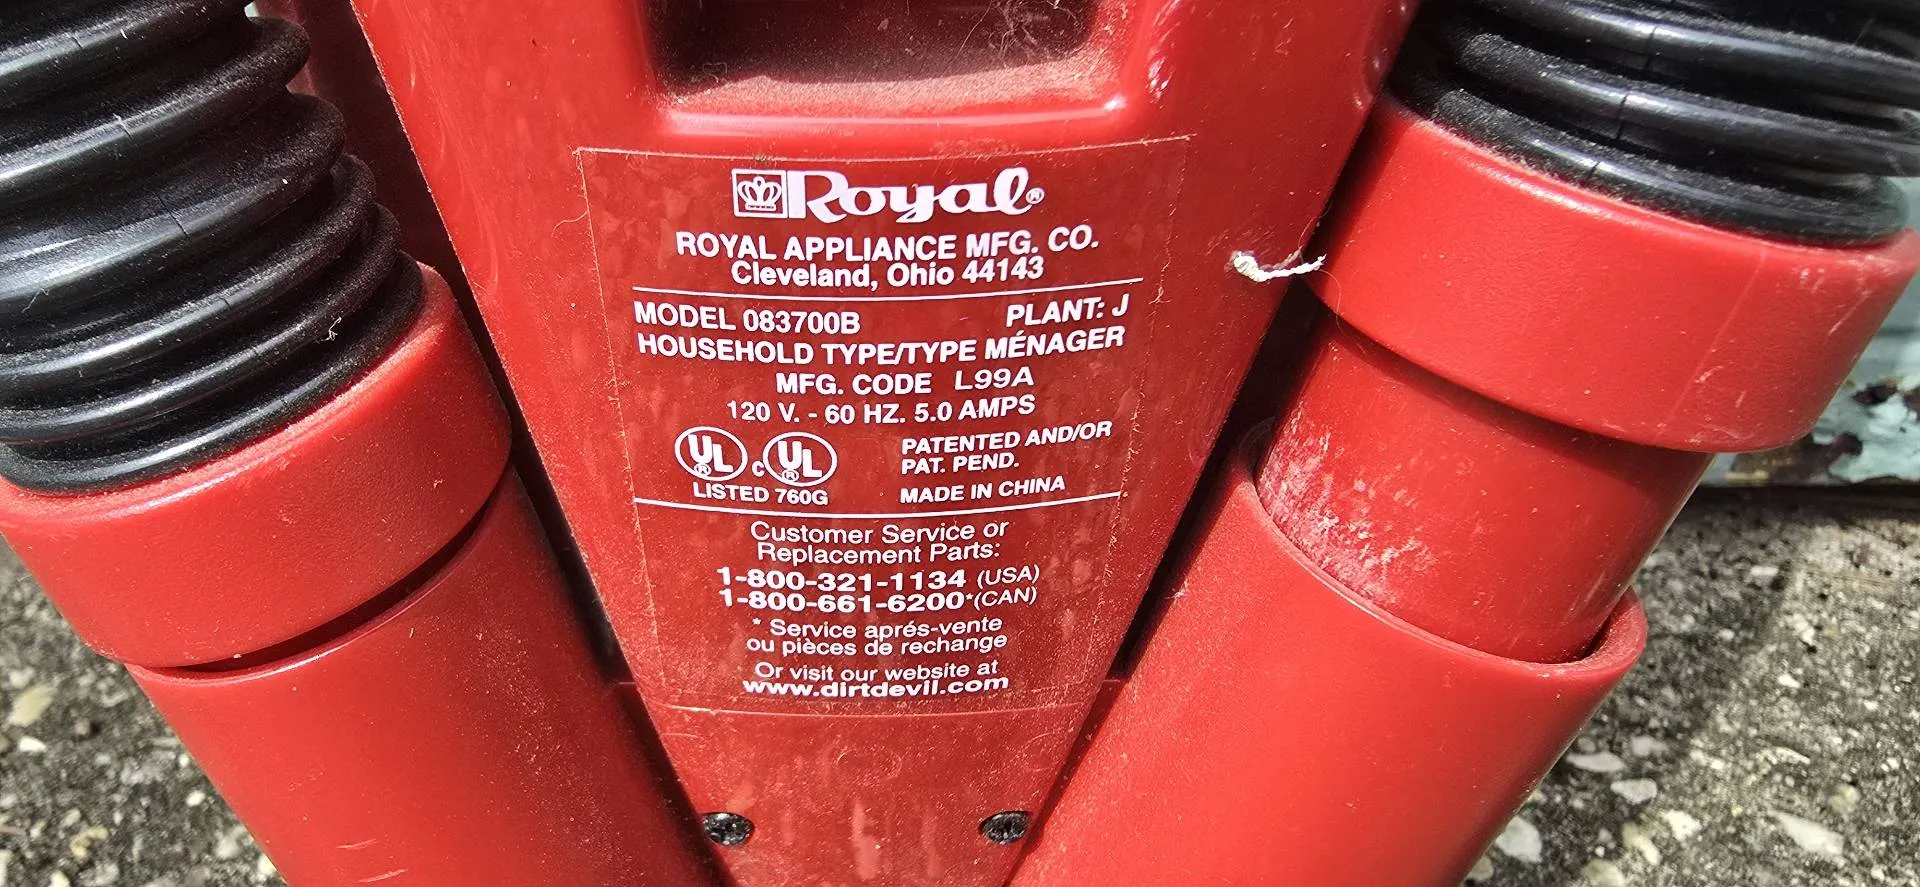 Royal®
ROYAL APPLIANCE MFG. CO.
Cleveland, Ohio 44143
MODEL 083700B PLANT: J
HOUSEHOLD TYPE/TYPE MÉNAGER
MFG. CODE L99A
120 V. - 60 HZ. 5.0 AMPS
UL® c UL®
LISTED 760G
PATENTED AND/OR
PAT. PEND.
MADE IN CHINA
Customer Service or
Replacement Parts:
1-800-321-1134 (USA)
1-800-661-6200*(CAN)
* Service aprés-vente
ou pièces de rechange
Or visit our website at
www.dirtdevil.com